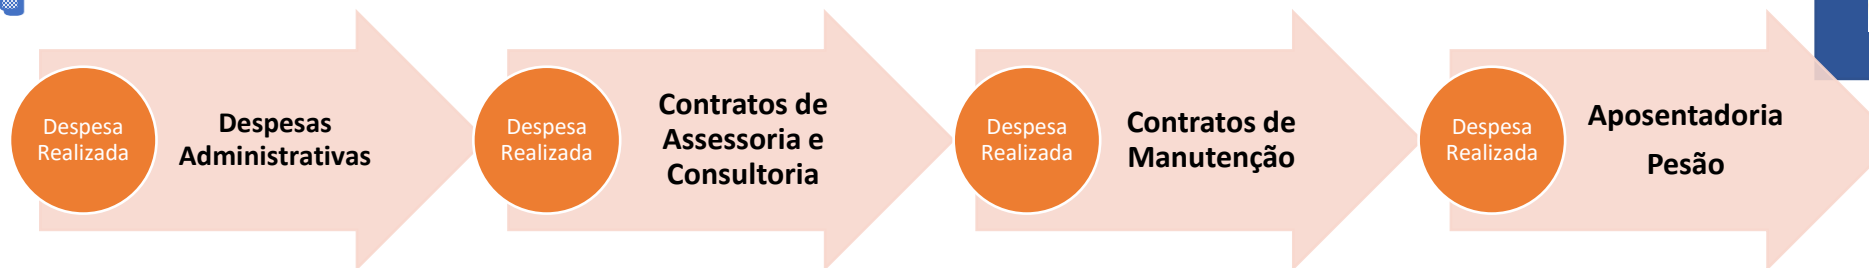 Despesa
Realizada
Despesas
Administrativas
Despesa
Realizada
Contratos de
Assessoria e
Consultoria
Despesa
Realizada
Contratos de
Manutenção
Despesa
Realizada
Aposentadoria
Pesão